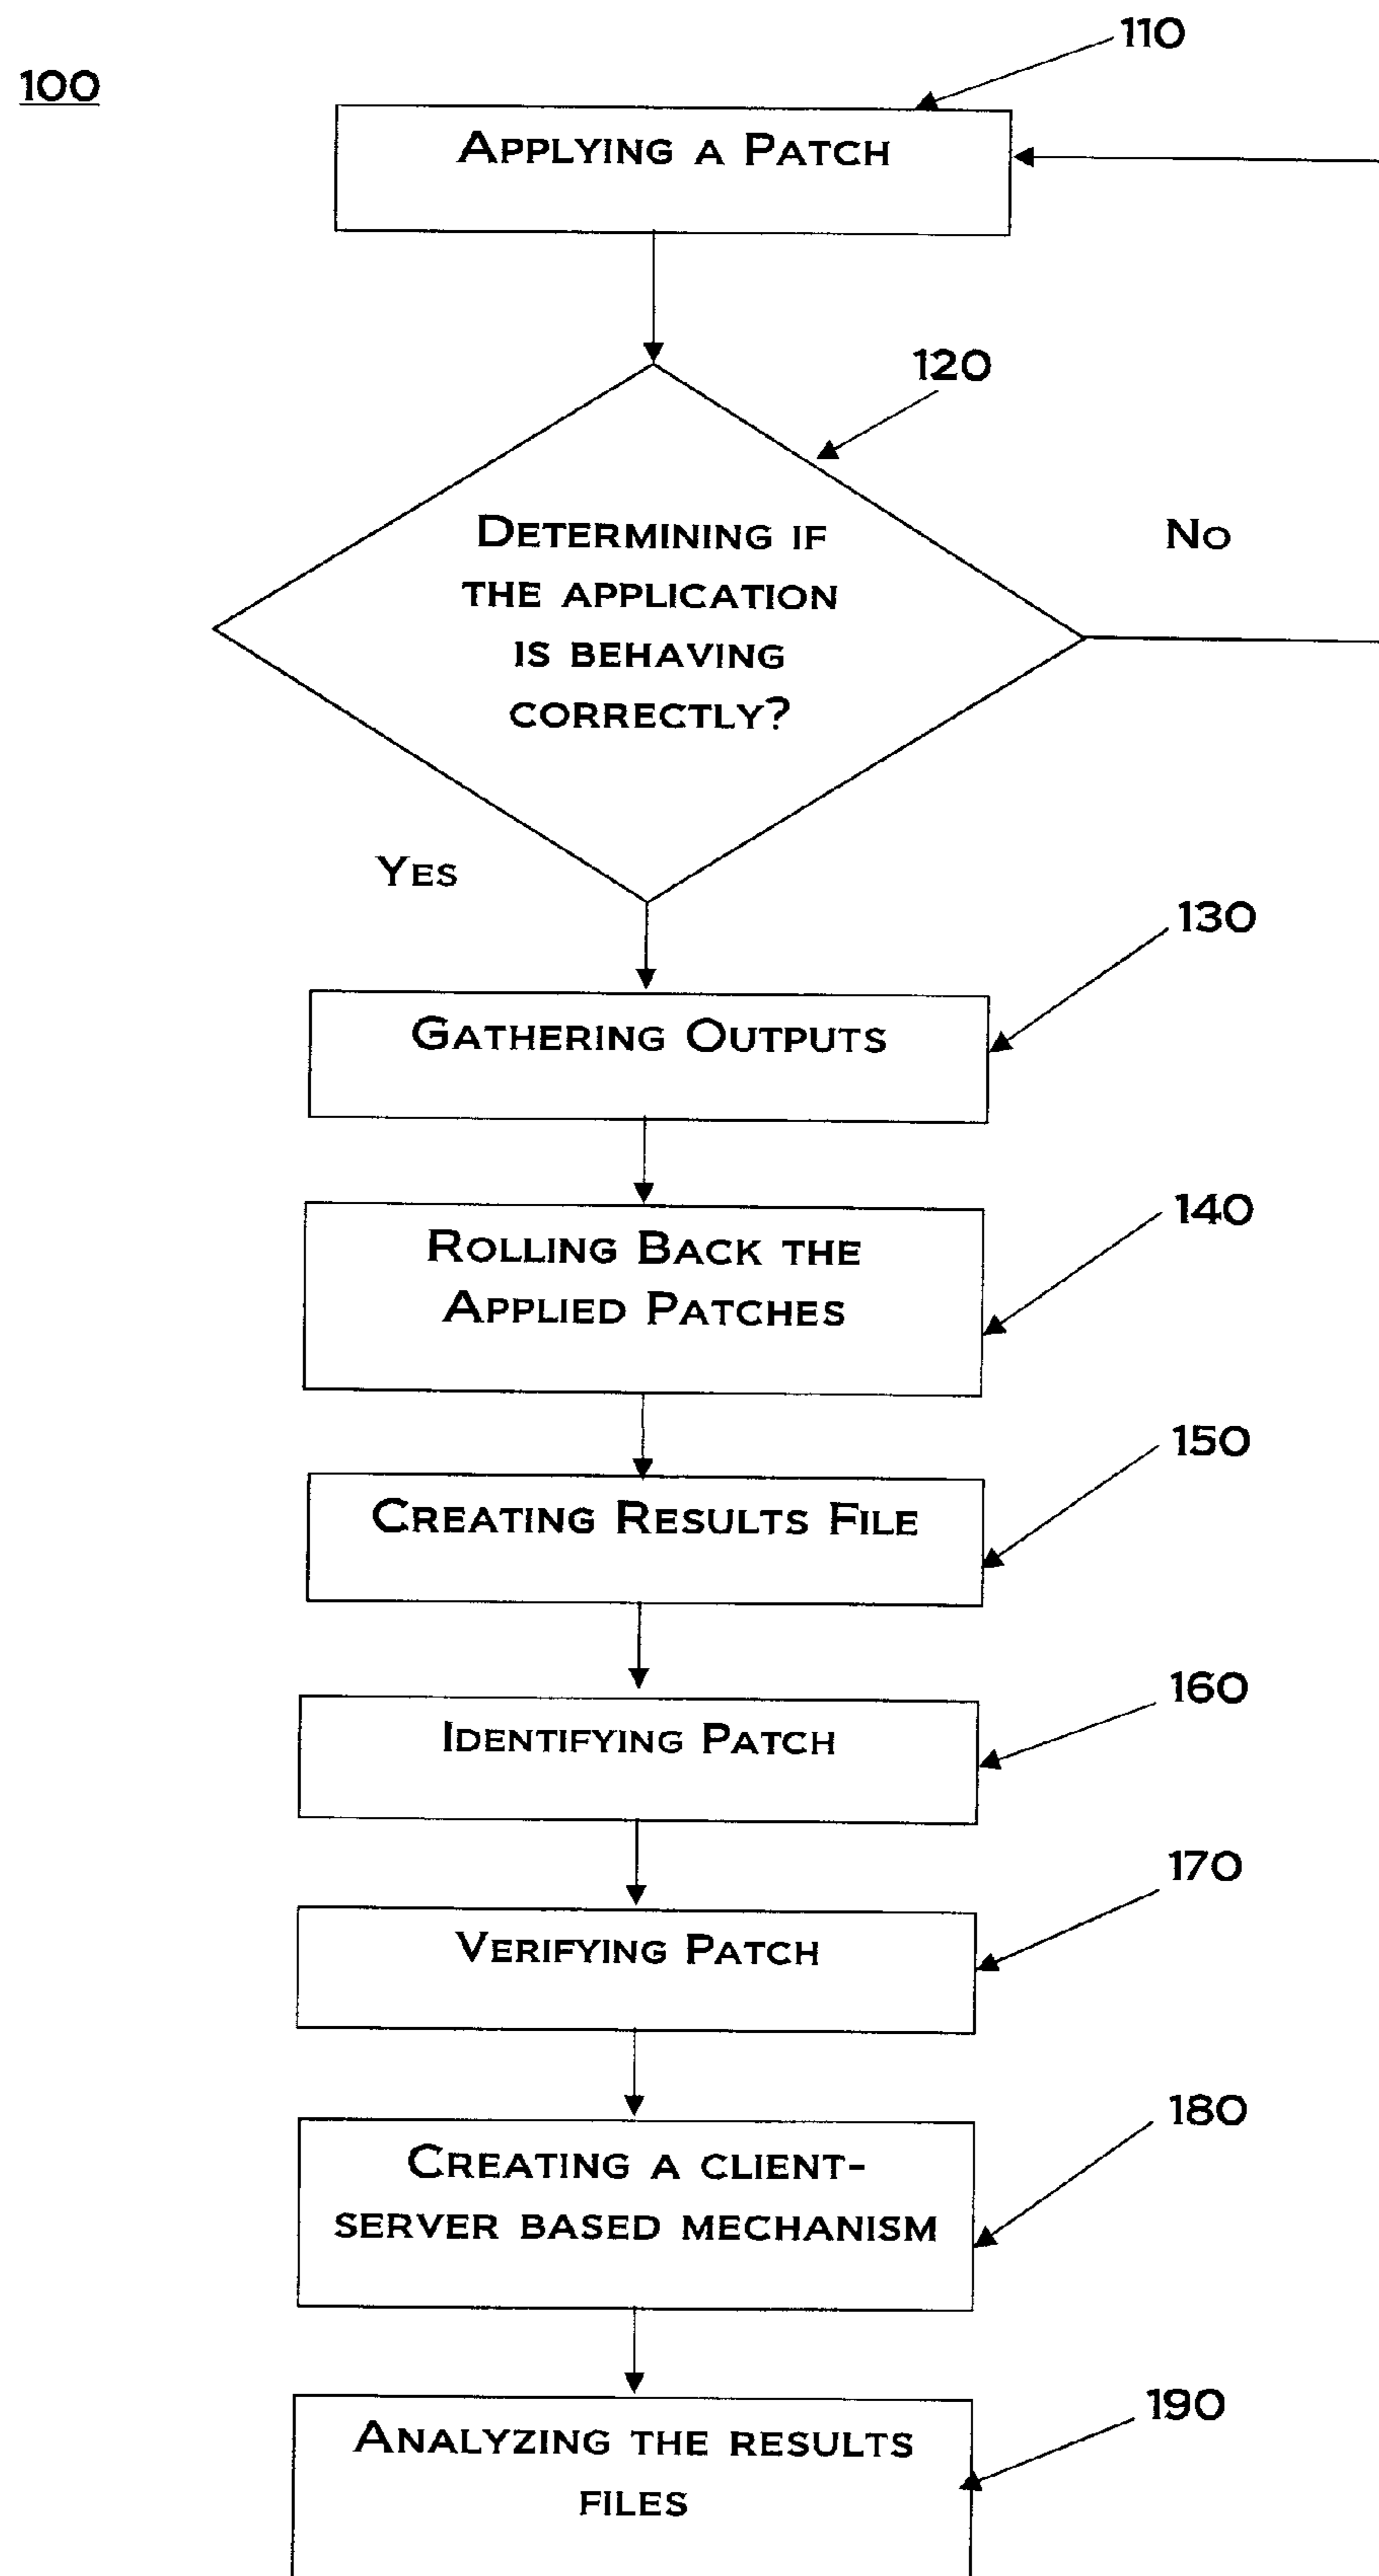 100
110
Applying a Patch
120
Determining if
the application
is behaving
correctly?
No
Yes
130
Gathering Outputs
140
Rolling Back the
Applied Patches
150
Creating Results File
160
Identifying Patch
170
Verifying Patch
180
Creating a client-
server based mechanism
190
Analyzing the results
files